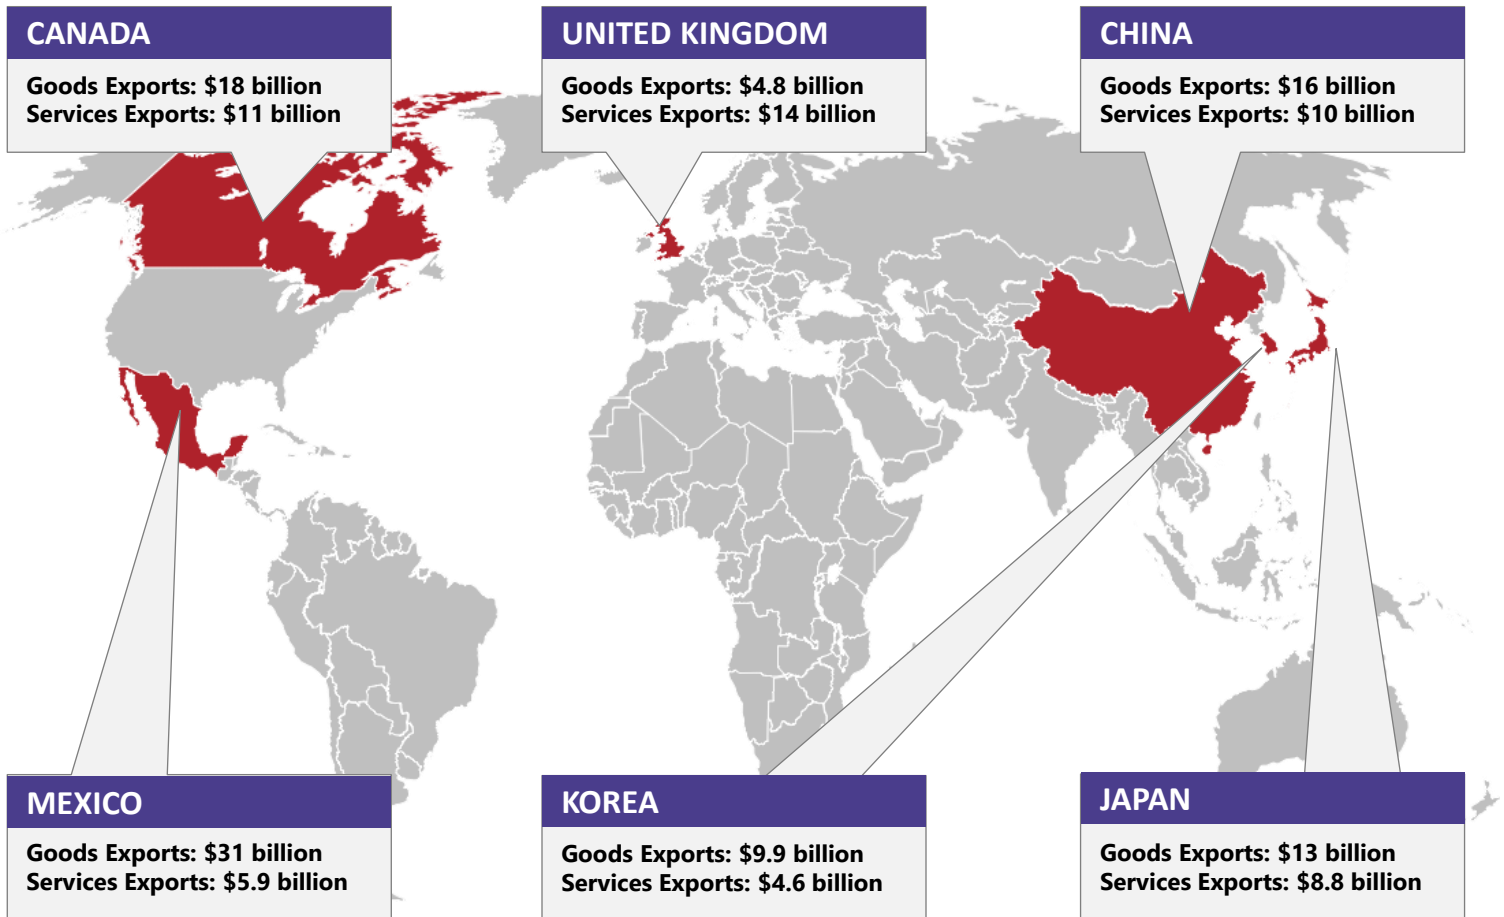 CANADA
Goods Exports: $18 billion
Services Exports: $11 billion
UNITED KINGDOM
Goods Exports: $4.8 billion
Services Exports: $14 billion
CHINA
Goods Exports: $16 billion
Services Exports: $10 billion
MEXICO
Goods Exports: $31 billion
Services Exports: $5.9 billion
KOREA
Goods Exports: $9.9 billion
Services Exports: $4.6 billion
JAPAN
Goods Exports: $13 billion
Services Exports: $8.8 billion